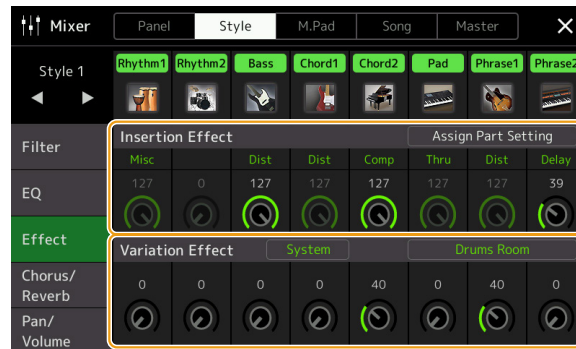 Mixer Panel Style M.Pad Song Master
Style 1
Rhythm1 Rhythm2 Bass Chord1 Chord2 Pad Phrase1 Phrase2
Filter
EQ
Effect
Chorus/
Reverb
Pan/
Volume
Insertion Effect Assign Part Setting
Misc Dist Dist Comp Thru Dist Delay
127 0 127 127 127 127 127 39
Variation Effect System Drums Room
0 0 0 0 40 0 40 0